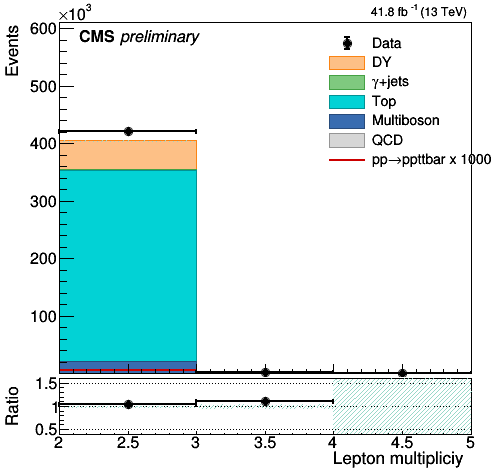 ×10³
41.8 fb⁻¹ (13 TeV)
CMS preliminary
Events
600
500
400
300
200
100
Data
DY
γ+jets
Top
Multiboson
QCD
pp→ppttbar x 1000
Ratio
1.5
1
0.5
2 2.5 3 3.5 4 4.5 5
Lepton multipliciy